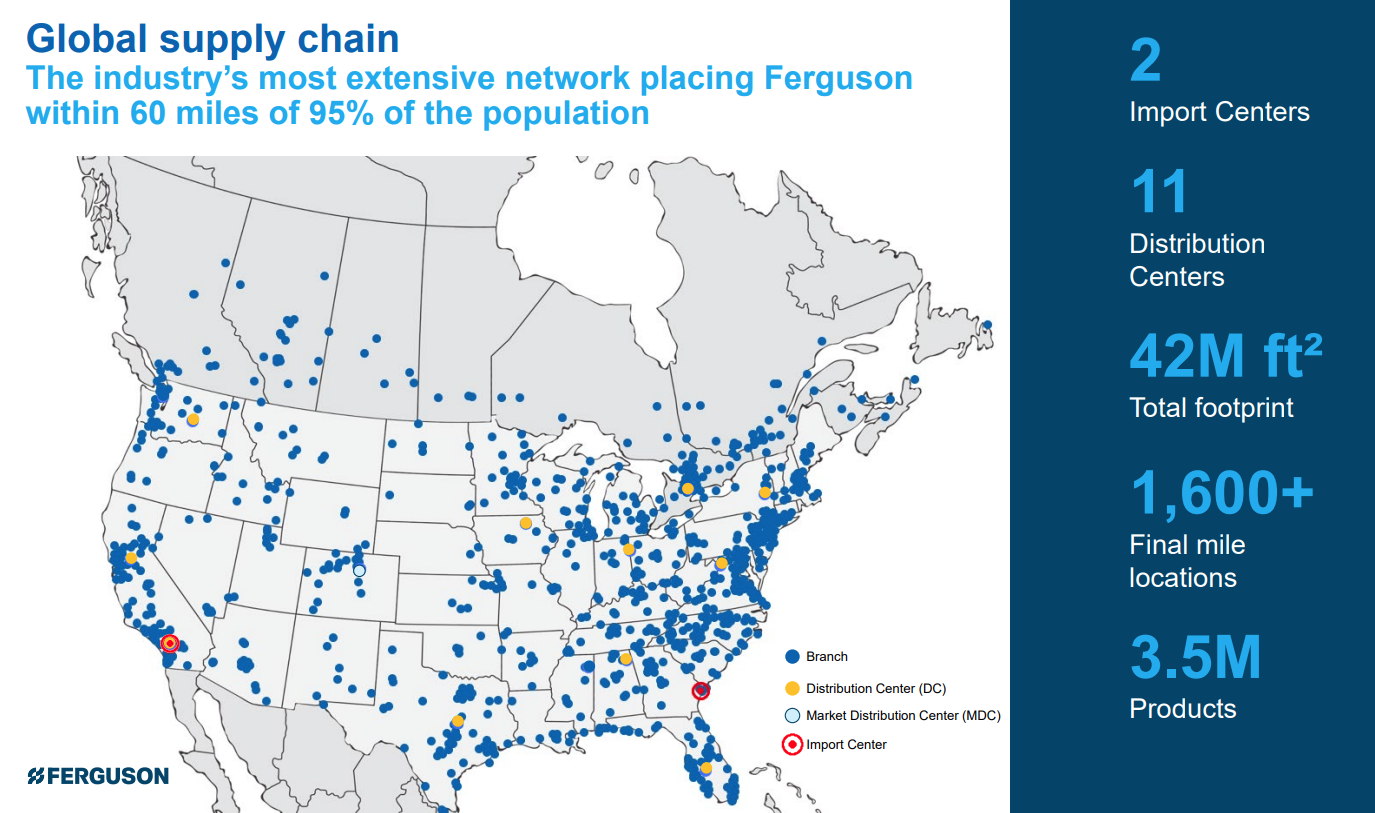 Global supply chain
The industry's most extensive network placing Ferguson
within 60 miles of 95% of the population
2
Import Centers
11
Distribution
Centers
42M ft²
Total footprint
1,600+
Final mile
locations
3.5M
Products
Branch
Distribution Center (DC)
Market Distribution Center (MDC)
Import Center
FERGUSON